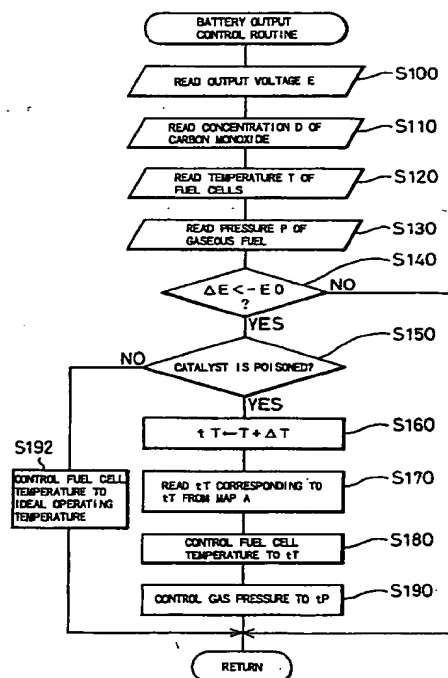 BATTERY OUTPUT
CONTROL ROUTINE
READ OUTPUT VOLTAGE E
S100
READ CONCENTRATION D OF
CARBON MONOXIDE
S110
READ TEMPERATURE T OF
FUEL CELLS
S120
READ PRESSURE P OF
GASEOUS FUEL
S130
ΔE<-E0
?
S140
NO
YES
CATALYST IS POISONED?
S150
NO
YES
tT←T+ΔT
S160
S192
CONTROL FUEL CELL
TEMPERATURE TO
IDEAL OPERATING
TEMPERATURE
READ tT CORRESPONDING TO
tT FROM MAP A
S170
CONTROL FUEL CELL
TEMPERATURE TO tT
S180
CONTROL GAS PRESSURE TO tP
S190
RETURN